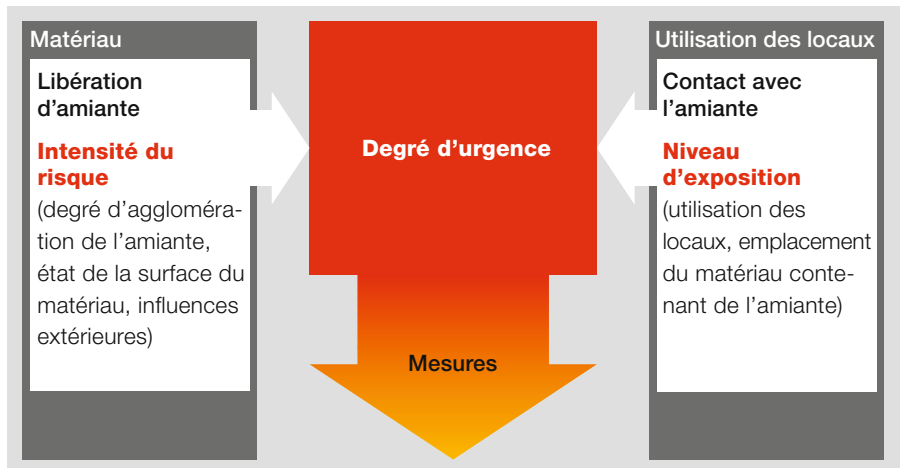 Matériau
Libération
d'amiante
Intensité du
risque
(degré d'aggloméra-
tion de l'amiante,
état de la surface du
matériau, influences
extérieures)
Degré d'urgence
Mesures
Utilisation des locaux
Contact avec
l'amiante
Niveau
d'exposition
(utilisation des
locaux, emplacement
du matériau conte-
nant de l'amiante)